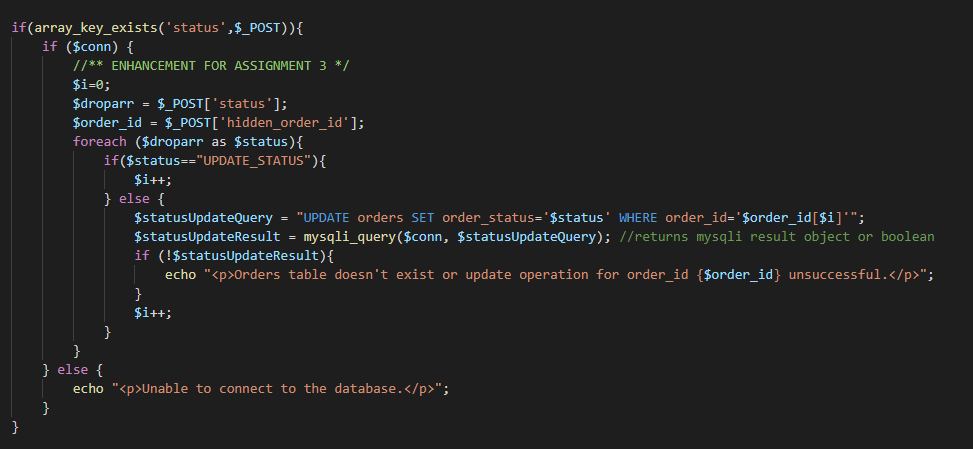 if(array_key_exists('status',$_POST)){
    if ($conn) {
        //** ENHANCEMENT FOR ASSIGNMENT 3 */
        $i=0;
        $droparr = $_POST['status'];
        $order_id = $_POST['hidden_order_id'];
        foreach ($droparr as $status){
            if($status=="UPDATE_STATUS"){
                $i++;
            } else {
                $statusUpdateQuery = "UPDATE orders SET order_status='$status' WHERE order_id='$order_id[$i]'";
                $statusUpdateResult = mysqli_query($conn, $statusUpdateQuery); //returns mysqli result object or boolean
                if (!$statusUpdateResult){
                    echo "<p>Orders table doesn't exist or update operation for order_id {$order_id} unsuccessful.</p>";
                }
                $i++;
            }
        }
    } else {
        echo "<p>Unable to connect to the database.</p>";
    }
}